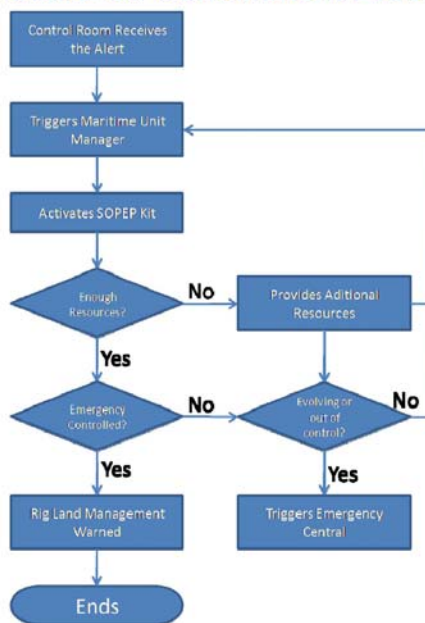 Control Room Receives
the Alert
Triggers Maritime Unit
Manager
Activates SOPEP Kit
Enough
Resources?
No
Provides Aditional
Resources
Yes
Emergency
Controlled?
No
Evolving or
out of
control?
No
Yes
Yes
Rig Land Management
Warned
Triggers Emergency
Central
Ends